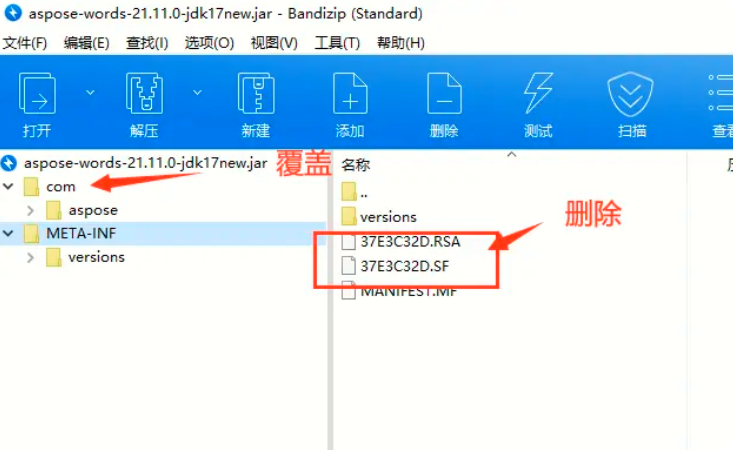 aspose-words-21.11.0-jdk17new.jar - Bandizip (Standard)
文件(F) 编辑(E) 查找(I) 选项(O) 视图(V) 工具(T) 帮助(H)
打开 解压 新建 添加 删除 测试 扫描 查看
aspose-words-21.11.0-jdk17new.jar
覆盖
com
aspose
META-INF
versions
名称
..
versions
删除
37E3C32D.RSA
37E3C32D.SF
MANIFEST.MF